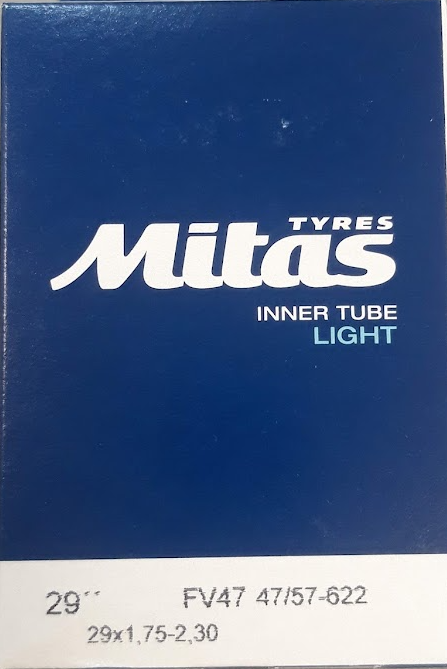 TYRES
Mitas
INNER TUBE
LIGHT
29´´ FV47 47/57-622
29x1,75-2,30